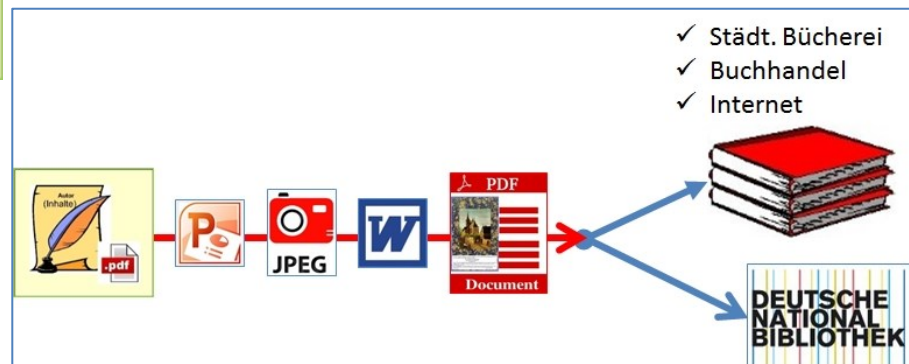 ✓ Städt. Bücherei
✓ Buchhandel
✓ Internet
Autor
(Inhalte)
.pdf
P
JPEG
W
PDF
Document
DEUTSCHE
NATIONAL
BIBLIOTHEK